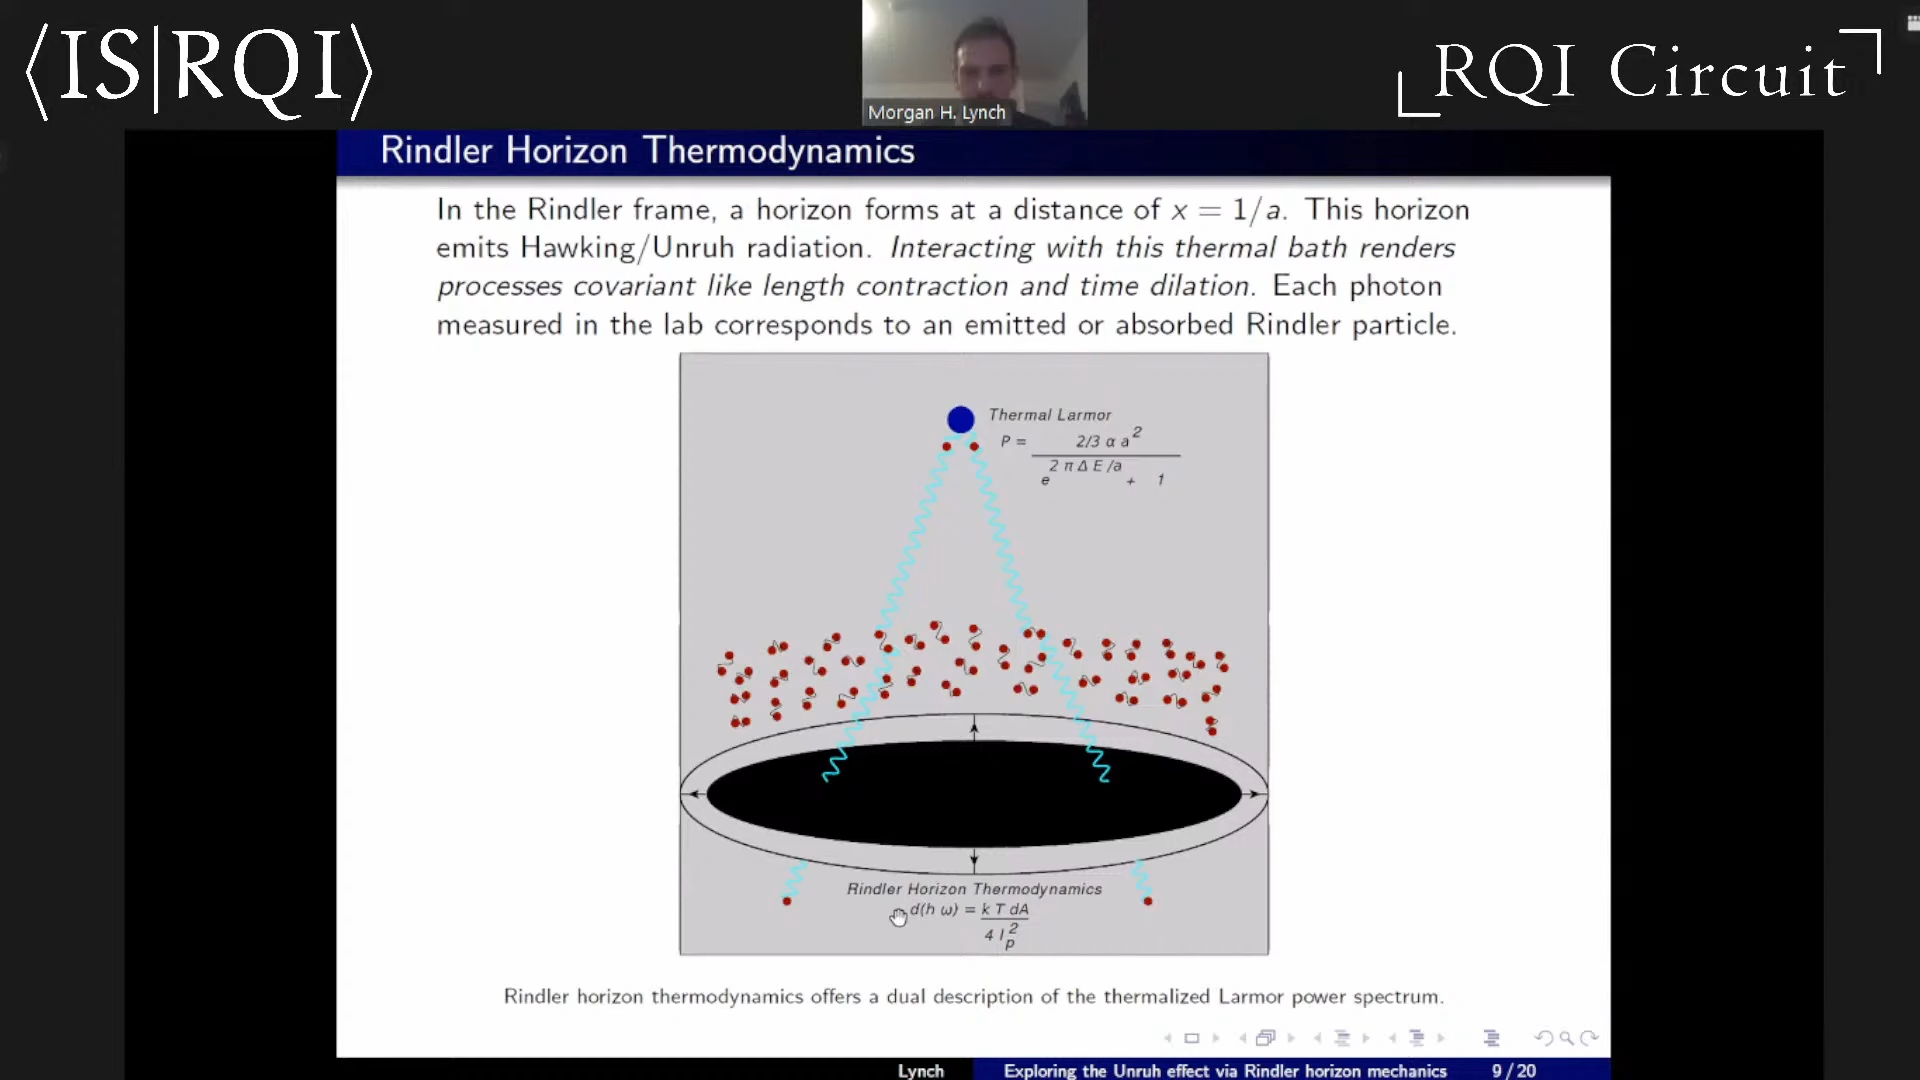 ⟨IS|RQI⟩
RQI Circuit
Morgan H. Lynch
Rindler Horizon Thermodynamics
In the Rindler frame, a horizon forms at a distance of x = 1/a. This horizon
emits Hawking/Unruh radiation. Interacting with this thermal bath renders
processes covariant like length contraction and time dilation. Each photon
measured in the lab corresponds to an emitted or absorbed Rindler particle.
Thermal Larmor
P = 2/3 α a²
e 2 π Δ E /a + 1
Rindler Horizon Thermodynamics
d(h ω) = k T dA
4 l p 2
Rindler horizon thermodynamics offers a dual description of the thermalized Larmor power spectrum.
Lynch
Exploring the Unruh effect via Rindler horizon mechanics
9 / 20